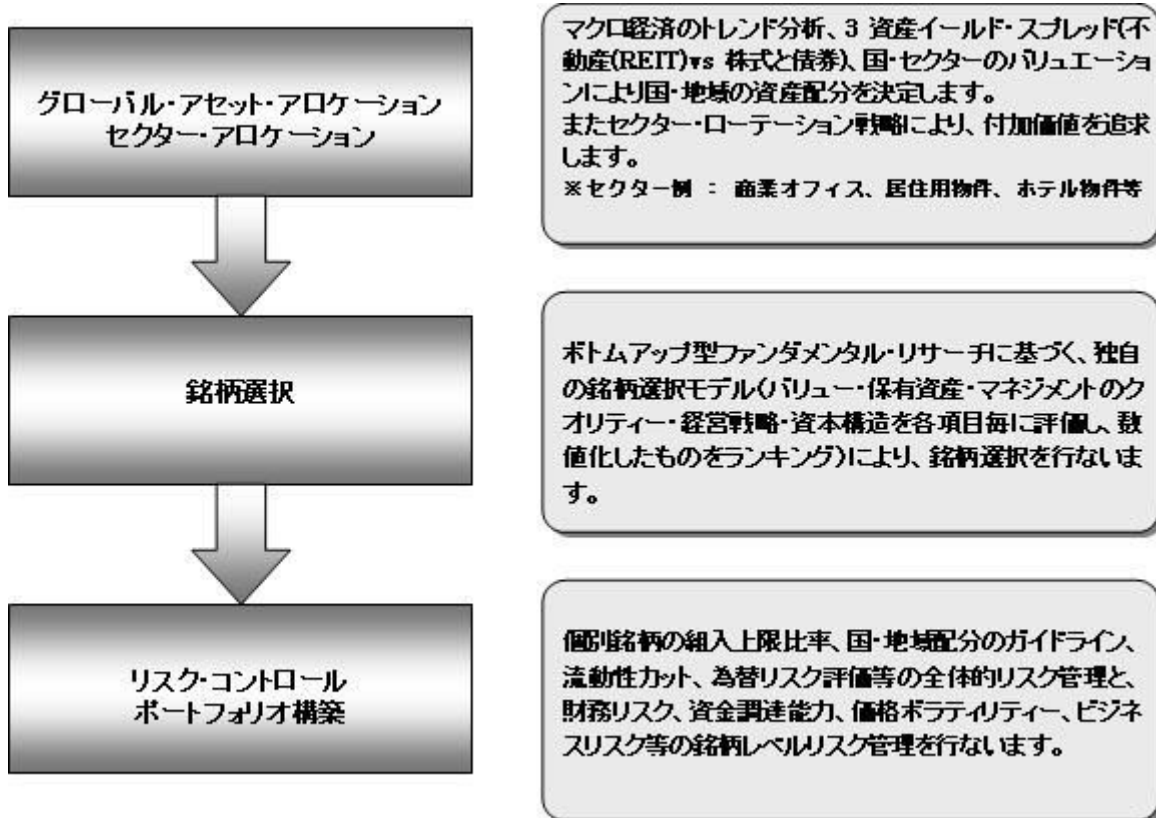 グローバル・アセット・アロケーション
セクター・アロケーション
マクロ経済のトレンド分析、3 資産イールド・スプレッド(不
動産(REIT)vs 株式と債券)、国・セクターのバリュエーショ
ンにより国・地域の資産配分を決定します。
またセクター・ローテーション戦略により、付加価値を追求
します。
※セクター例 ： 商業オフィス、居住用物件、ホテル物件等
銘柄選択
ボトムアップ型ファンダメンタル・リサーチに基づく、独自
の銘柄選択モデル(バリュー・保有資産・マネジメントのク
オリティー・経営戦略・資本構造を各項目毎に評価し、数
値化したものをランキング)により、銘柄選択を行ないま
す。
リスク・コントロール
ポートフォリオ構築
個別銘柄の組入上限比率、国・地域配分のガイドライン、
流動性カット、為替リスク評価等の全体的リスク管理と、
財務リスク、資金調達能力、価格ボラティリティー、ビジネ
スリスク等の銘柄レベルリスク管理を行ないます。